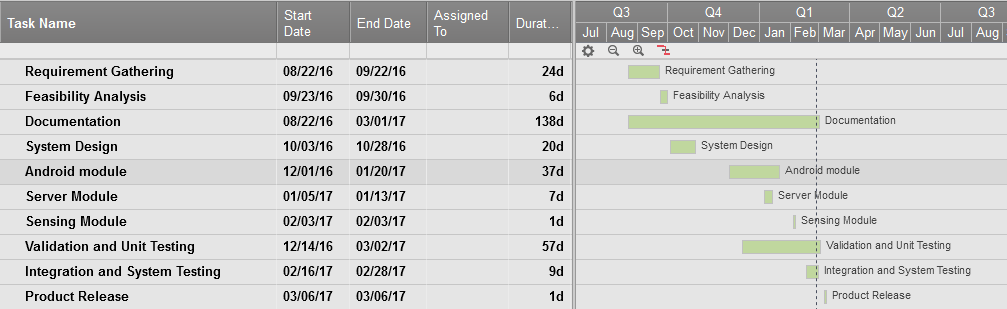 Task Name Start Date End Date Assigned To Durat... Q3 Q4 Q1 Q2 Q3
Jul Aug Sep Oct Nov Dec Jan Feb Mar Apr May Jun Jul Aug
Requirement Gathering 08/22/16 09/22/16 24d Requirement Gathering
Feasibility Analysis 09/23/16 09/30/16 6d Feasibility Analysis
Documentation 08/22/16 03/01/17 138d Documentation
System Design 10/03/16 10/28/16 20d System Design
Android module 12/01/16 01/20/17 37d Android module
Server Module 01/05/17 01/13/17 7d Server Module
Sensing Module 02/03/17 02/03/17 1d Sensing Module
Validation and Unit Testing 12/14/16 03/02/17 57d Validation and Unit Testing
Integration and System Testing 02/16/17 02/28/17 9d Integration and System Testing
Product Release 03/06/17 03/06/17 1d Product Release